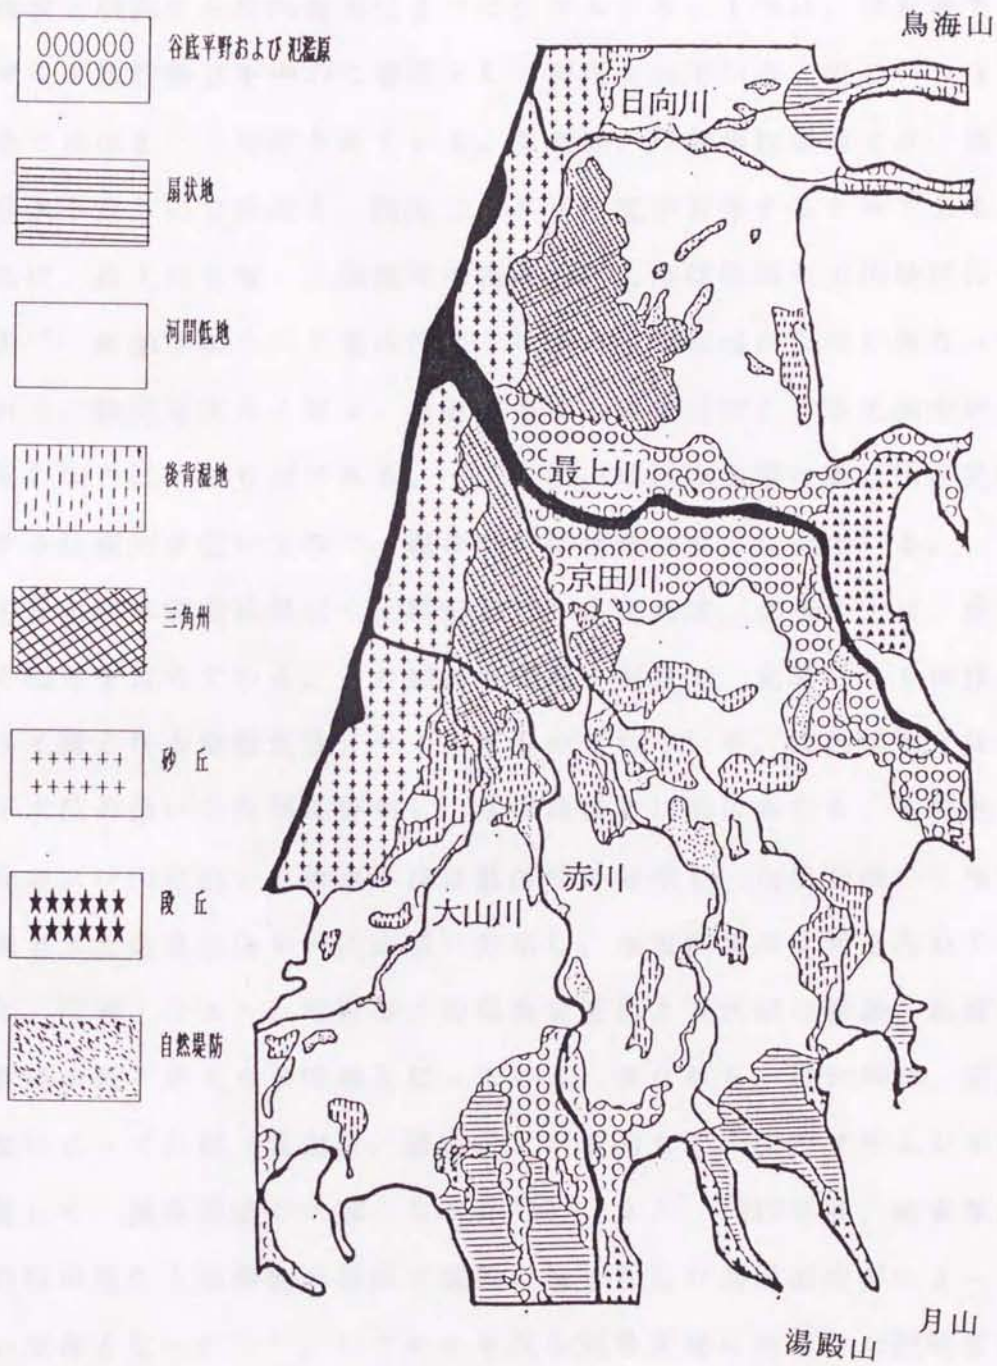 谷底平野および氾濫原
扇状地
河間低地
後背湿地
三角州
砂丘
段丘
自然堤防
鳥海山
日向川
最上川
京田川
赤川
大山川
月山
湯殿山